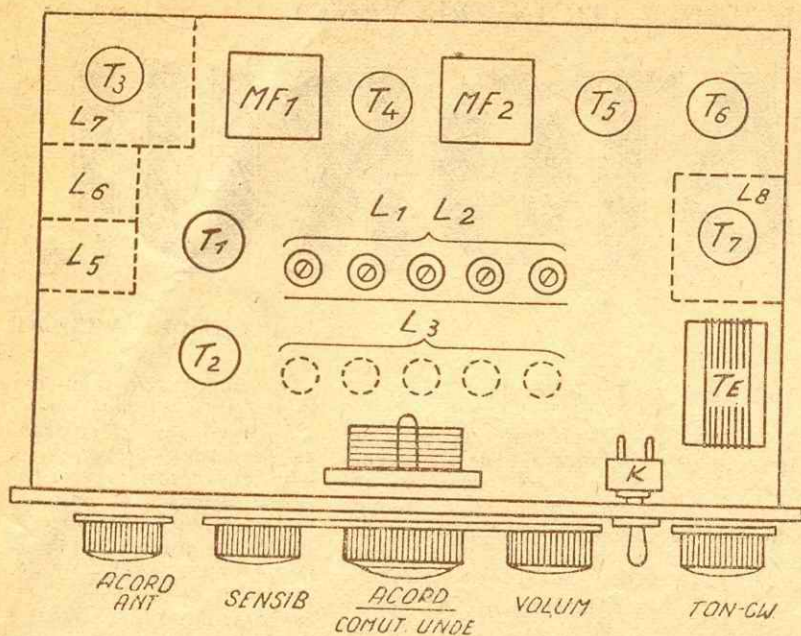 T3
MF1
T4
MF2
T5
T6
L7
L6
L8
L1 L2
T1
T7
L5
L3
T2
TE
K
ACORD
ANT
SENSIB
ACORD
COMUT. UNDE
VOLUM
TON-CW